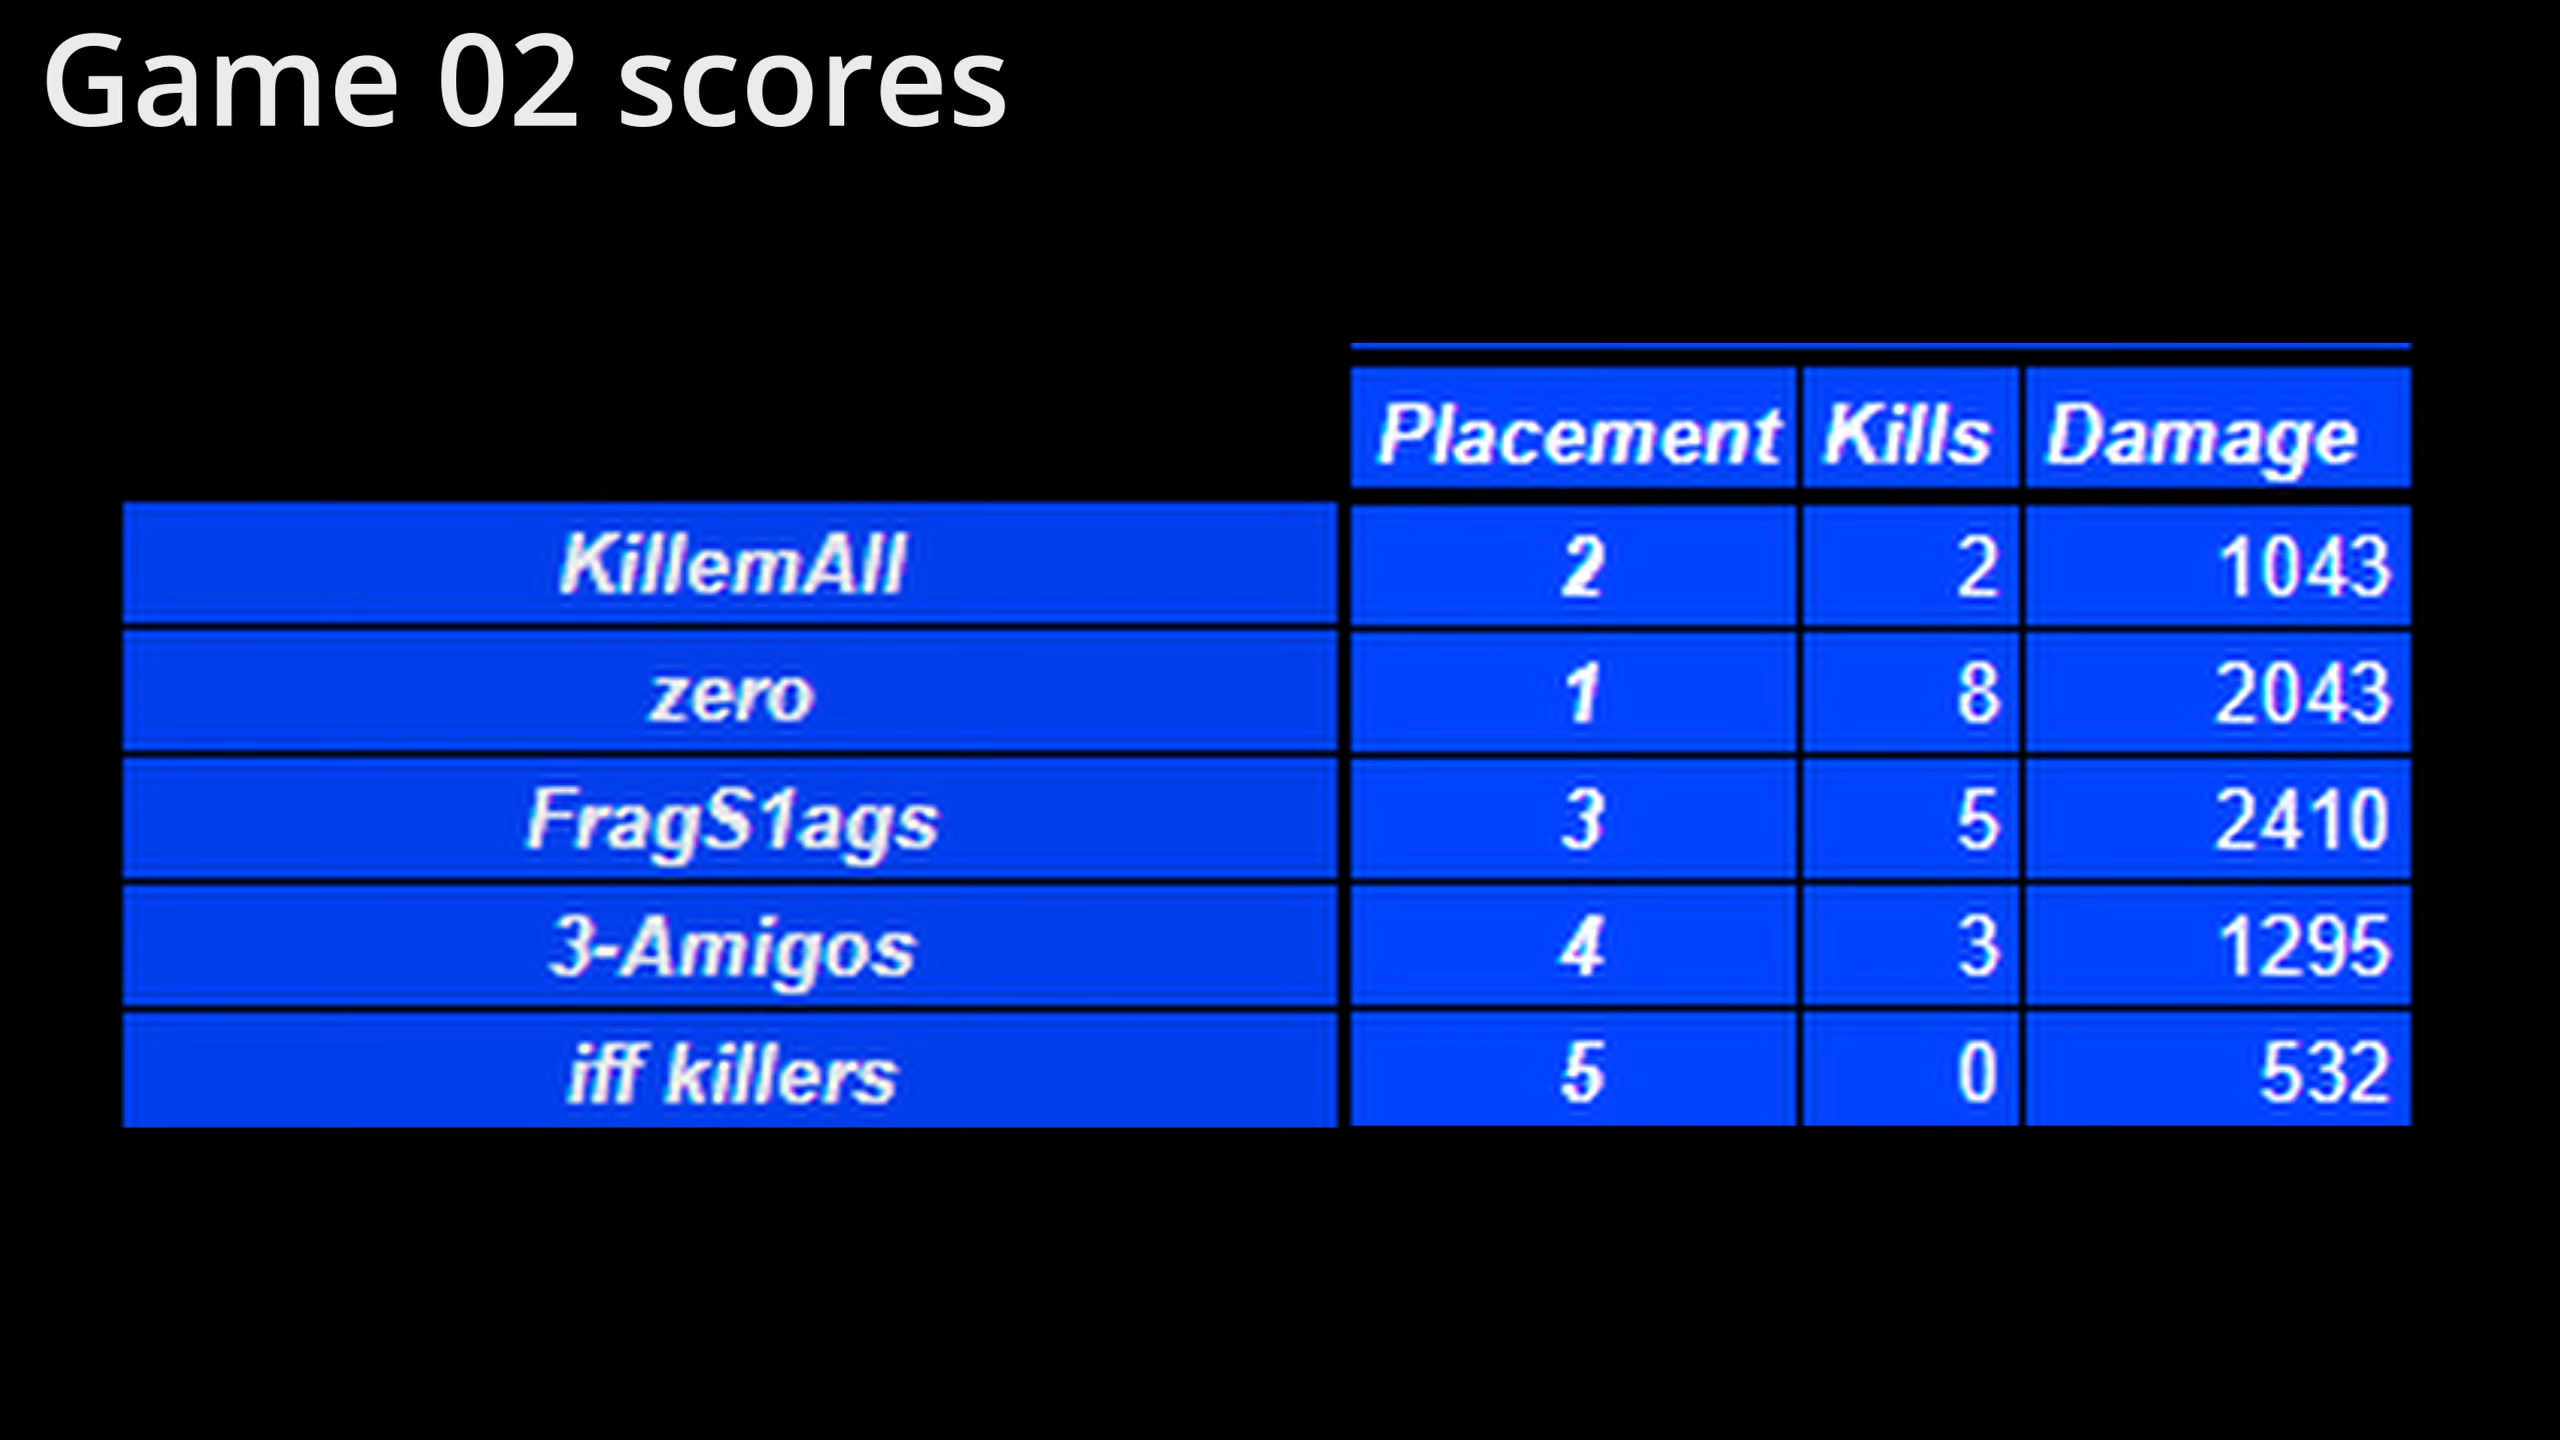 Game 02 scores
Placement Kills Damage
KillemAll 2 2 1043
zero 1 8 2043
FragS1ags 3 5 2410
3-Amigos 4 3 1295
iff killers 5 0 532